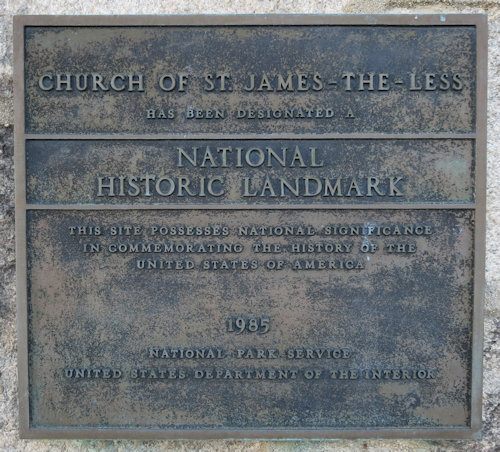 CHURCH OF ST. JAMES-THE-LESS
HAS BEEN DESIGNATED A
NATIONAL
HISTORIC LANDMARK
THIS SITE POSSESSES NATIONAL SIGNIFICANCE
IN COMMEMORATING THE HISTORY OF THE
UNITED STATES OF AMERICA
1985
NATIONAL PARK SERVICE
UNITED STATES DEPARTMENT OF THE INTERIOR